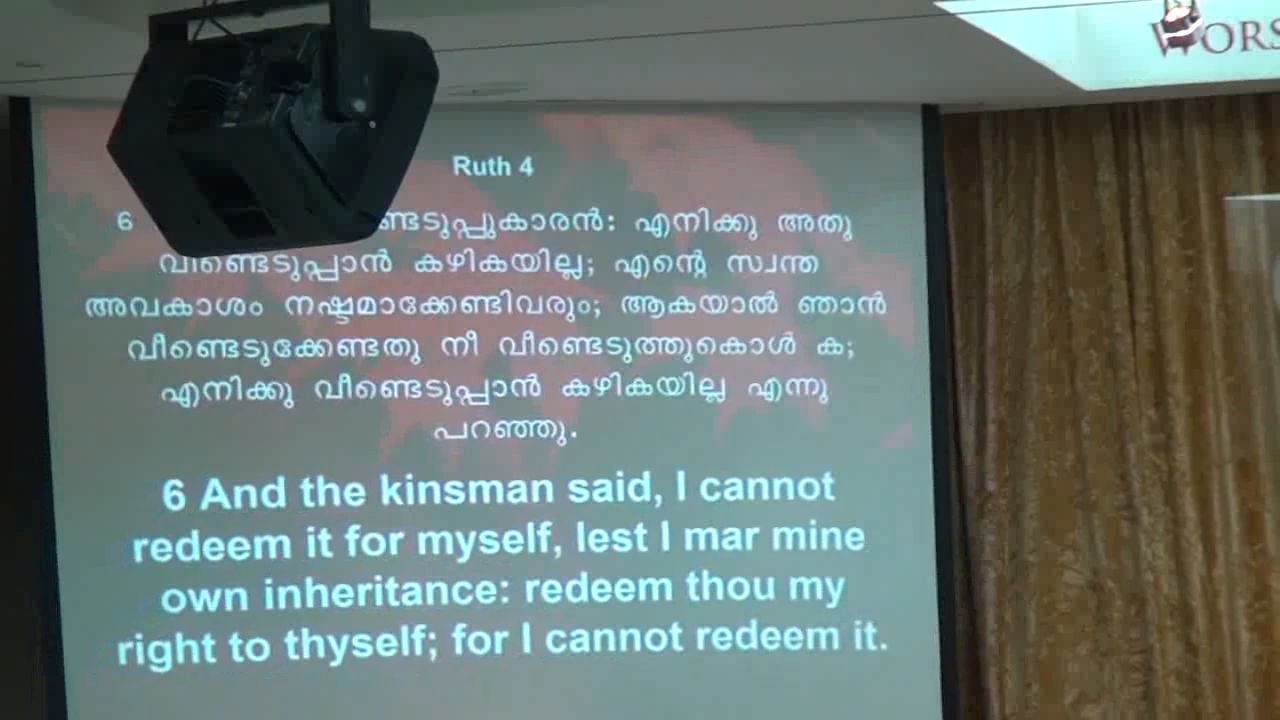 WORS
Ruth 4
6 ണ്ടെടുപ്പുകാരൻ: എനിക്കു അതു
വീണ്ടെടുപ്പാൻ കഴികയില്ല; എന്റെ സ്വന്ത
അവകാശം നഷ്ടമാക്കേണ്ടിവരും; ആകയാൽ ഞാൻ
വീണ്ടെടുക്കേണ്ടതു നീ വീണ്ടെടുത്തുകൊൾ ക;
എനിക്കു വീണ്ടെടുപ്പാൻ കഴികയില്ല എന്നു
പറഞ്ഞു.
6 And the kinsman said, I cannot
redeem it for myself, lest I mar mine
own inheritance: redeem thou my
right to thyself; for I cannot redeem it.